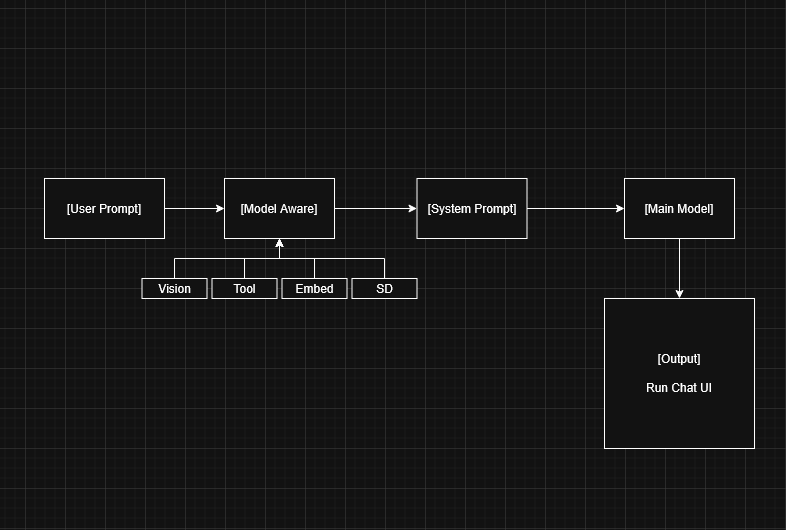 [User Prompt]
[Model Aware]
[System Prompt]
[Main Model]
Vision
Tool
Embed
SD
[Output]
Run Chat UI